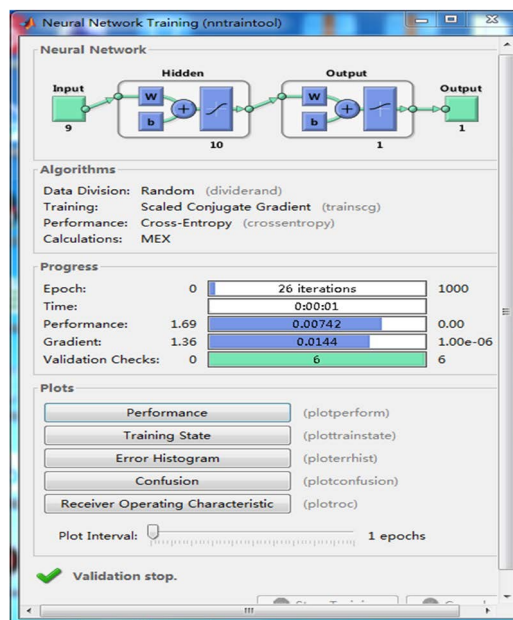 Neural Network Training (nntraintool)
Neural Network
Hidden Output
Input Output
W W
b b
9 10 1 1
Algorithms
Data Division: Random (dividerand)
Training: Scaled Conjugate Gradient (trainscg)
Performance: Cross-Entropy (crossentropy)
Calculations: MEX
Progress
Epoch: 0 26 iterations 1000
Time: 0:00:01
Performance: 1.69 0.00742 0.00
Gradient: 1.36 0.0144 1.00e-06
Validation Checks: 0 6 6
Plots
Performance (plotperform)
Training State (plottrainstate)
Error Histogram (ploterrhist)
Confusion (plotconfusion)
Receiver Operating Characteristic (plotroc)
Plot Interval: 1 epochs
Validation stop.